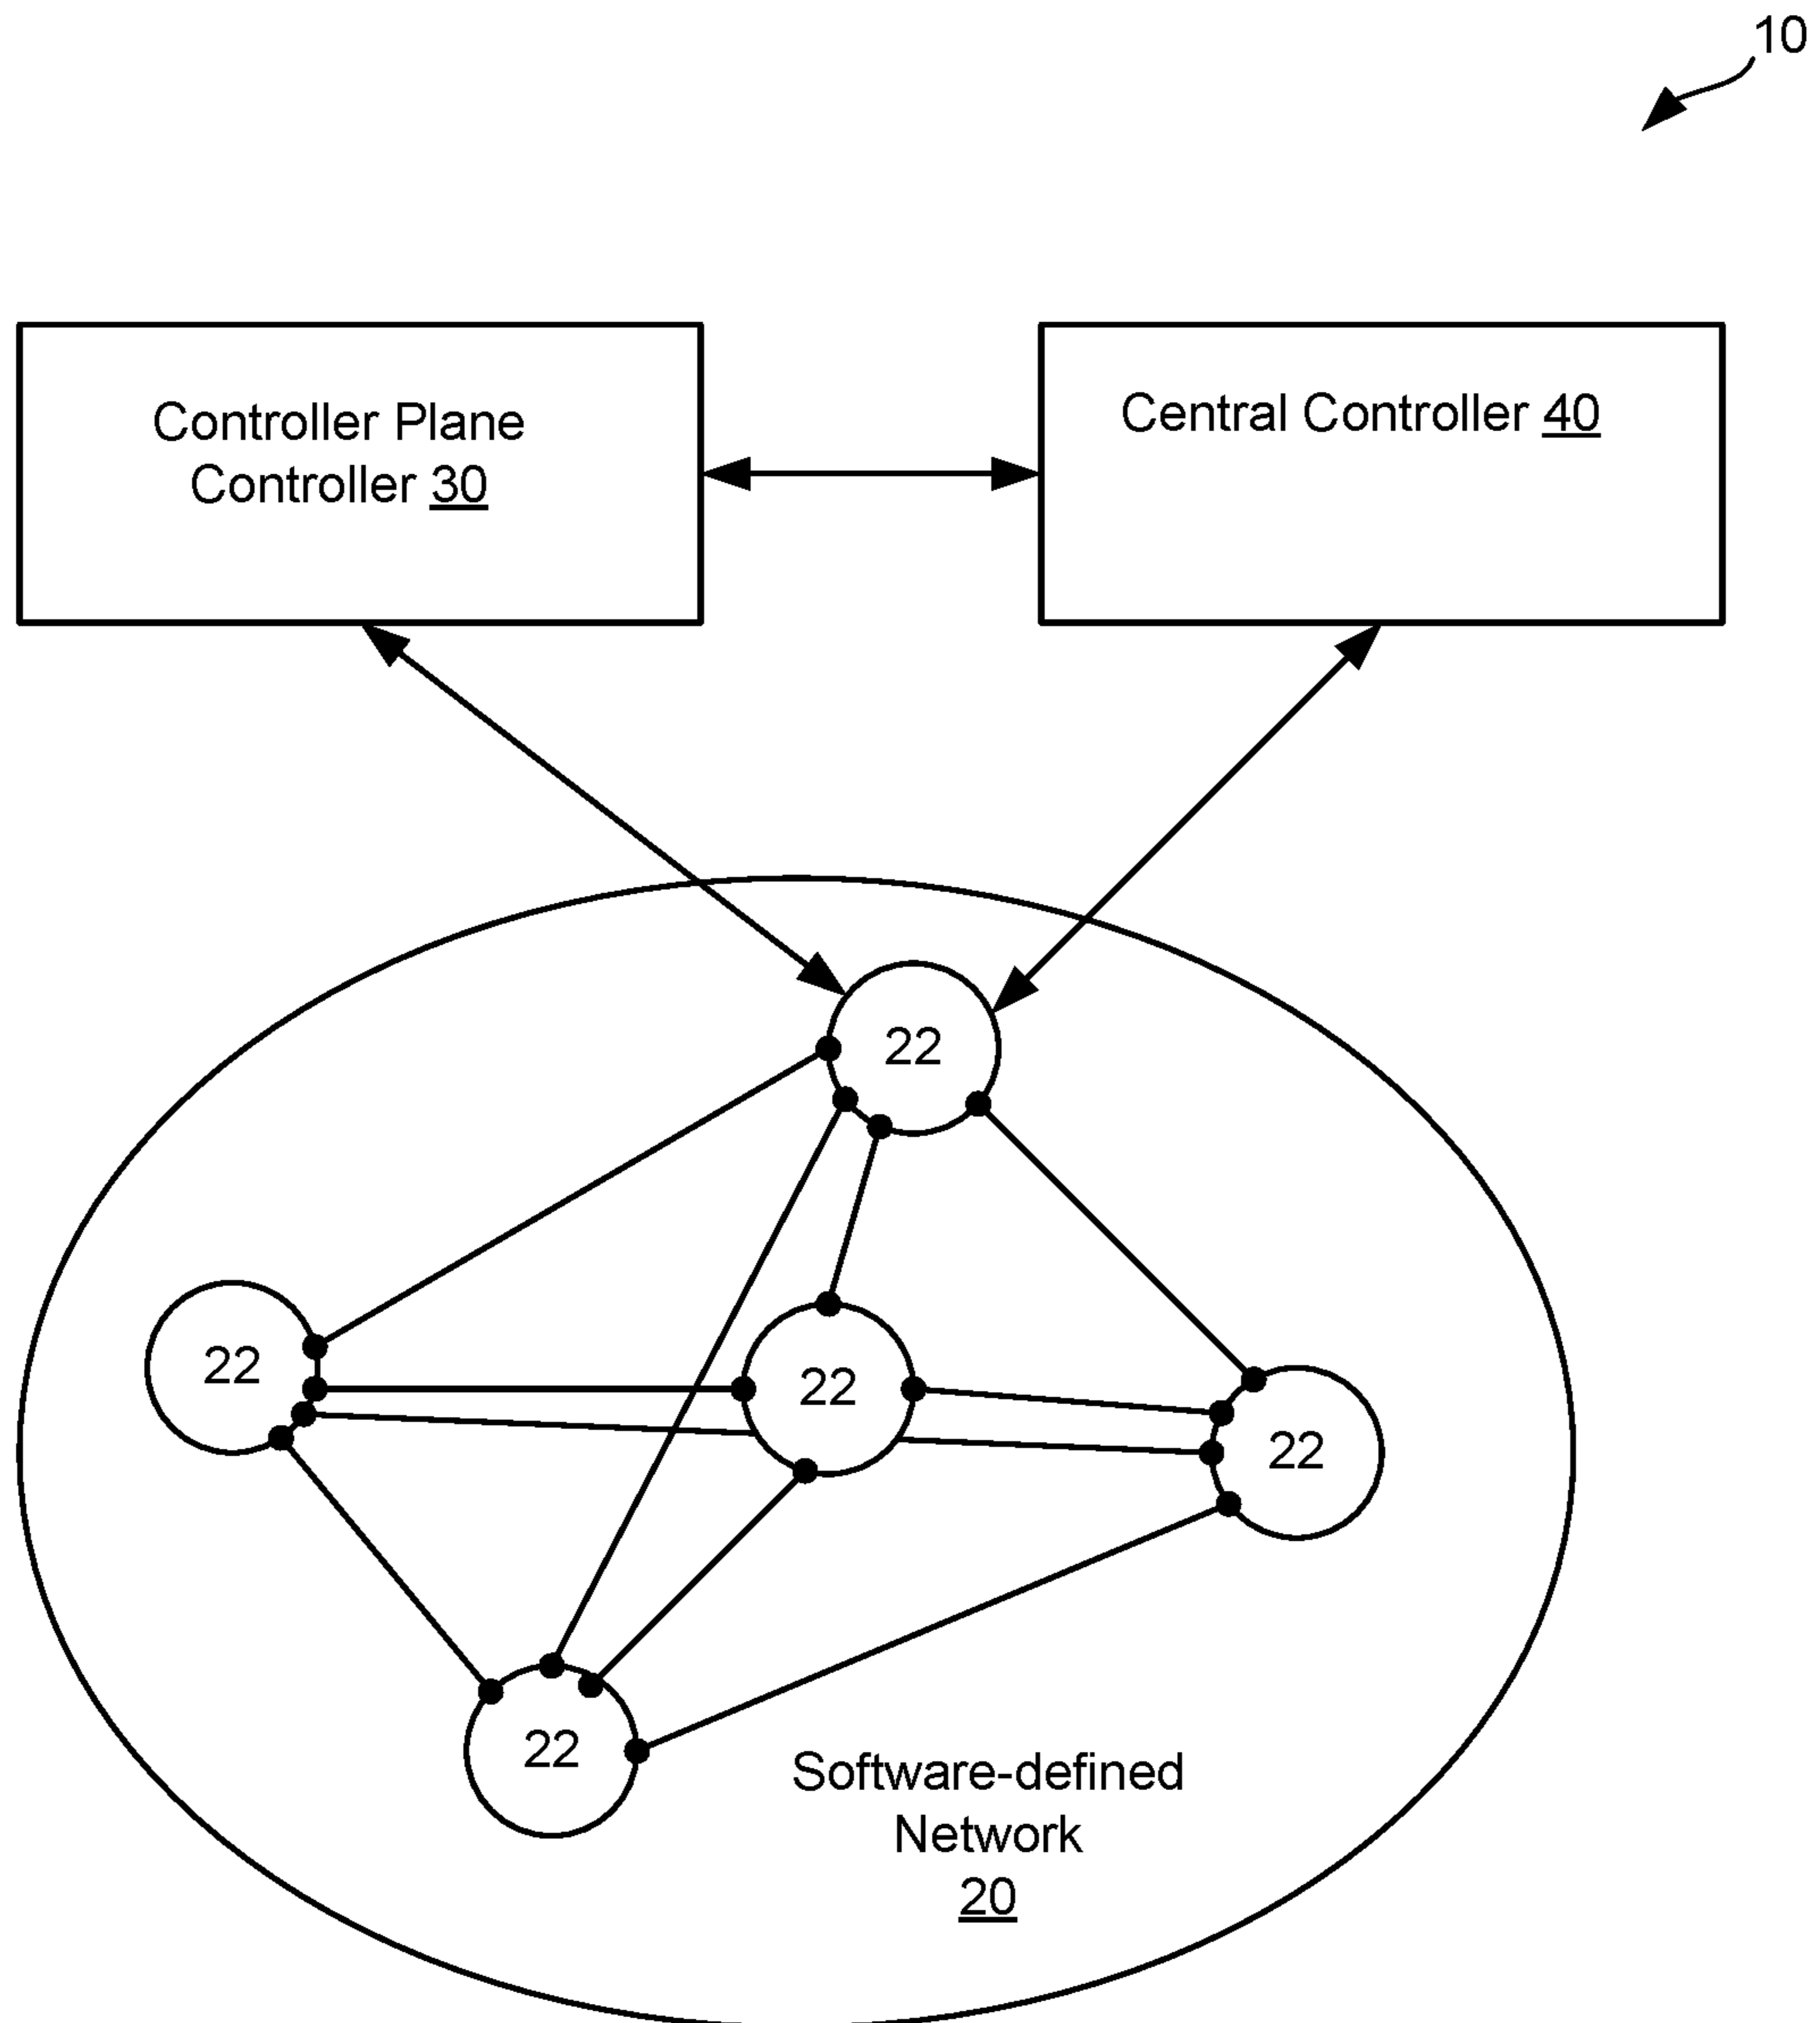 10
Controller Plane
Controller 30
Central Controller 40
22
22
22
22
22
Software-defined
Network
20